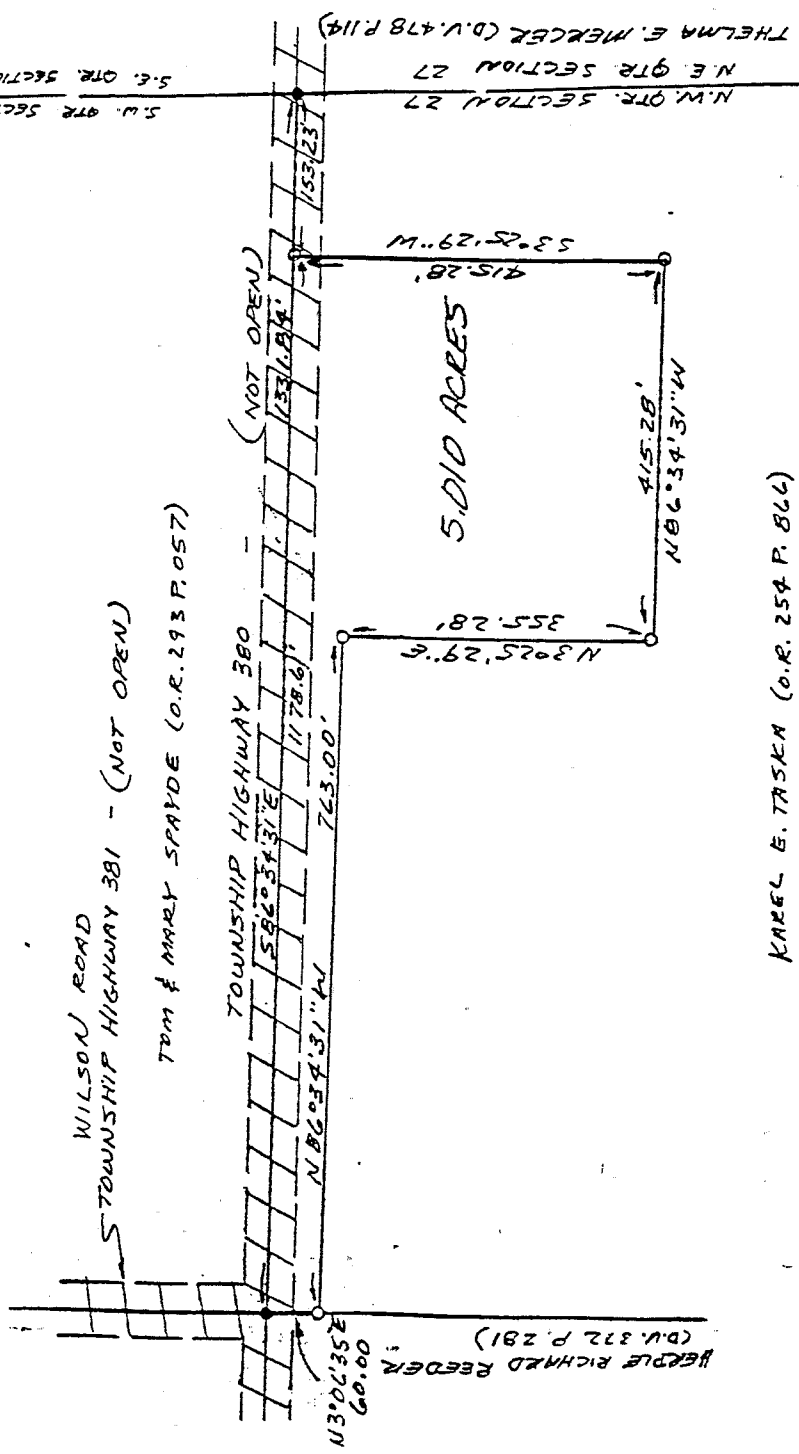 THELMA E. MERCER (D.V. 478 P. 114)
N.E. QTR. SECTION 27
N.W. QTR. SECTION 27
S.E. QTR.
S.W. QTR
153.23'
S3°25'29"W
415.28'
(NOT OPEN)
1331.84'
5.010 ACRES
415.28'
N86°34'31"W
N3°25'29"E
355.28'
TOWNSHIP HIGHWAY 380 -
S86°34'31"E
1178.61'
763.00'
N86°34'31"W
TOM & MARY SPAYDE (O.R. 293 P. 057)
WILSON ROAD
TOWNSHIP HIGHWAY 381 - (NOT OPEN)
KAREL E. TASKA (O.R. 254 P. 866)
N3°06'35"E
60.00
RICHARD REEDER
(D.V. 372 P. 281)